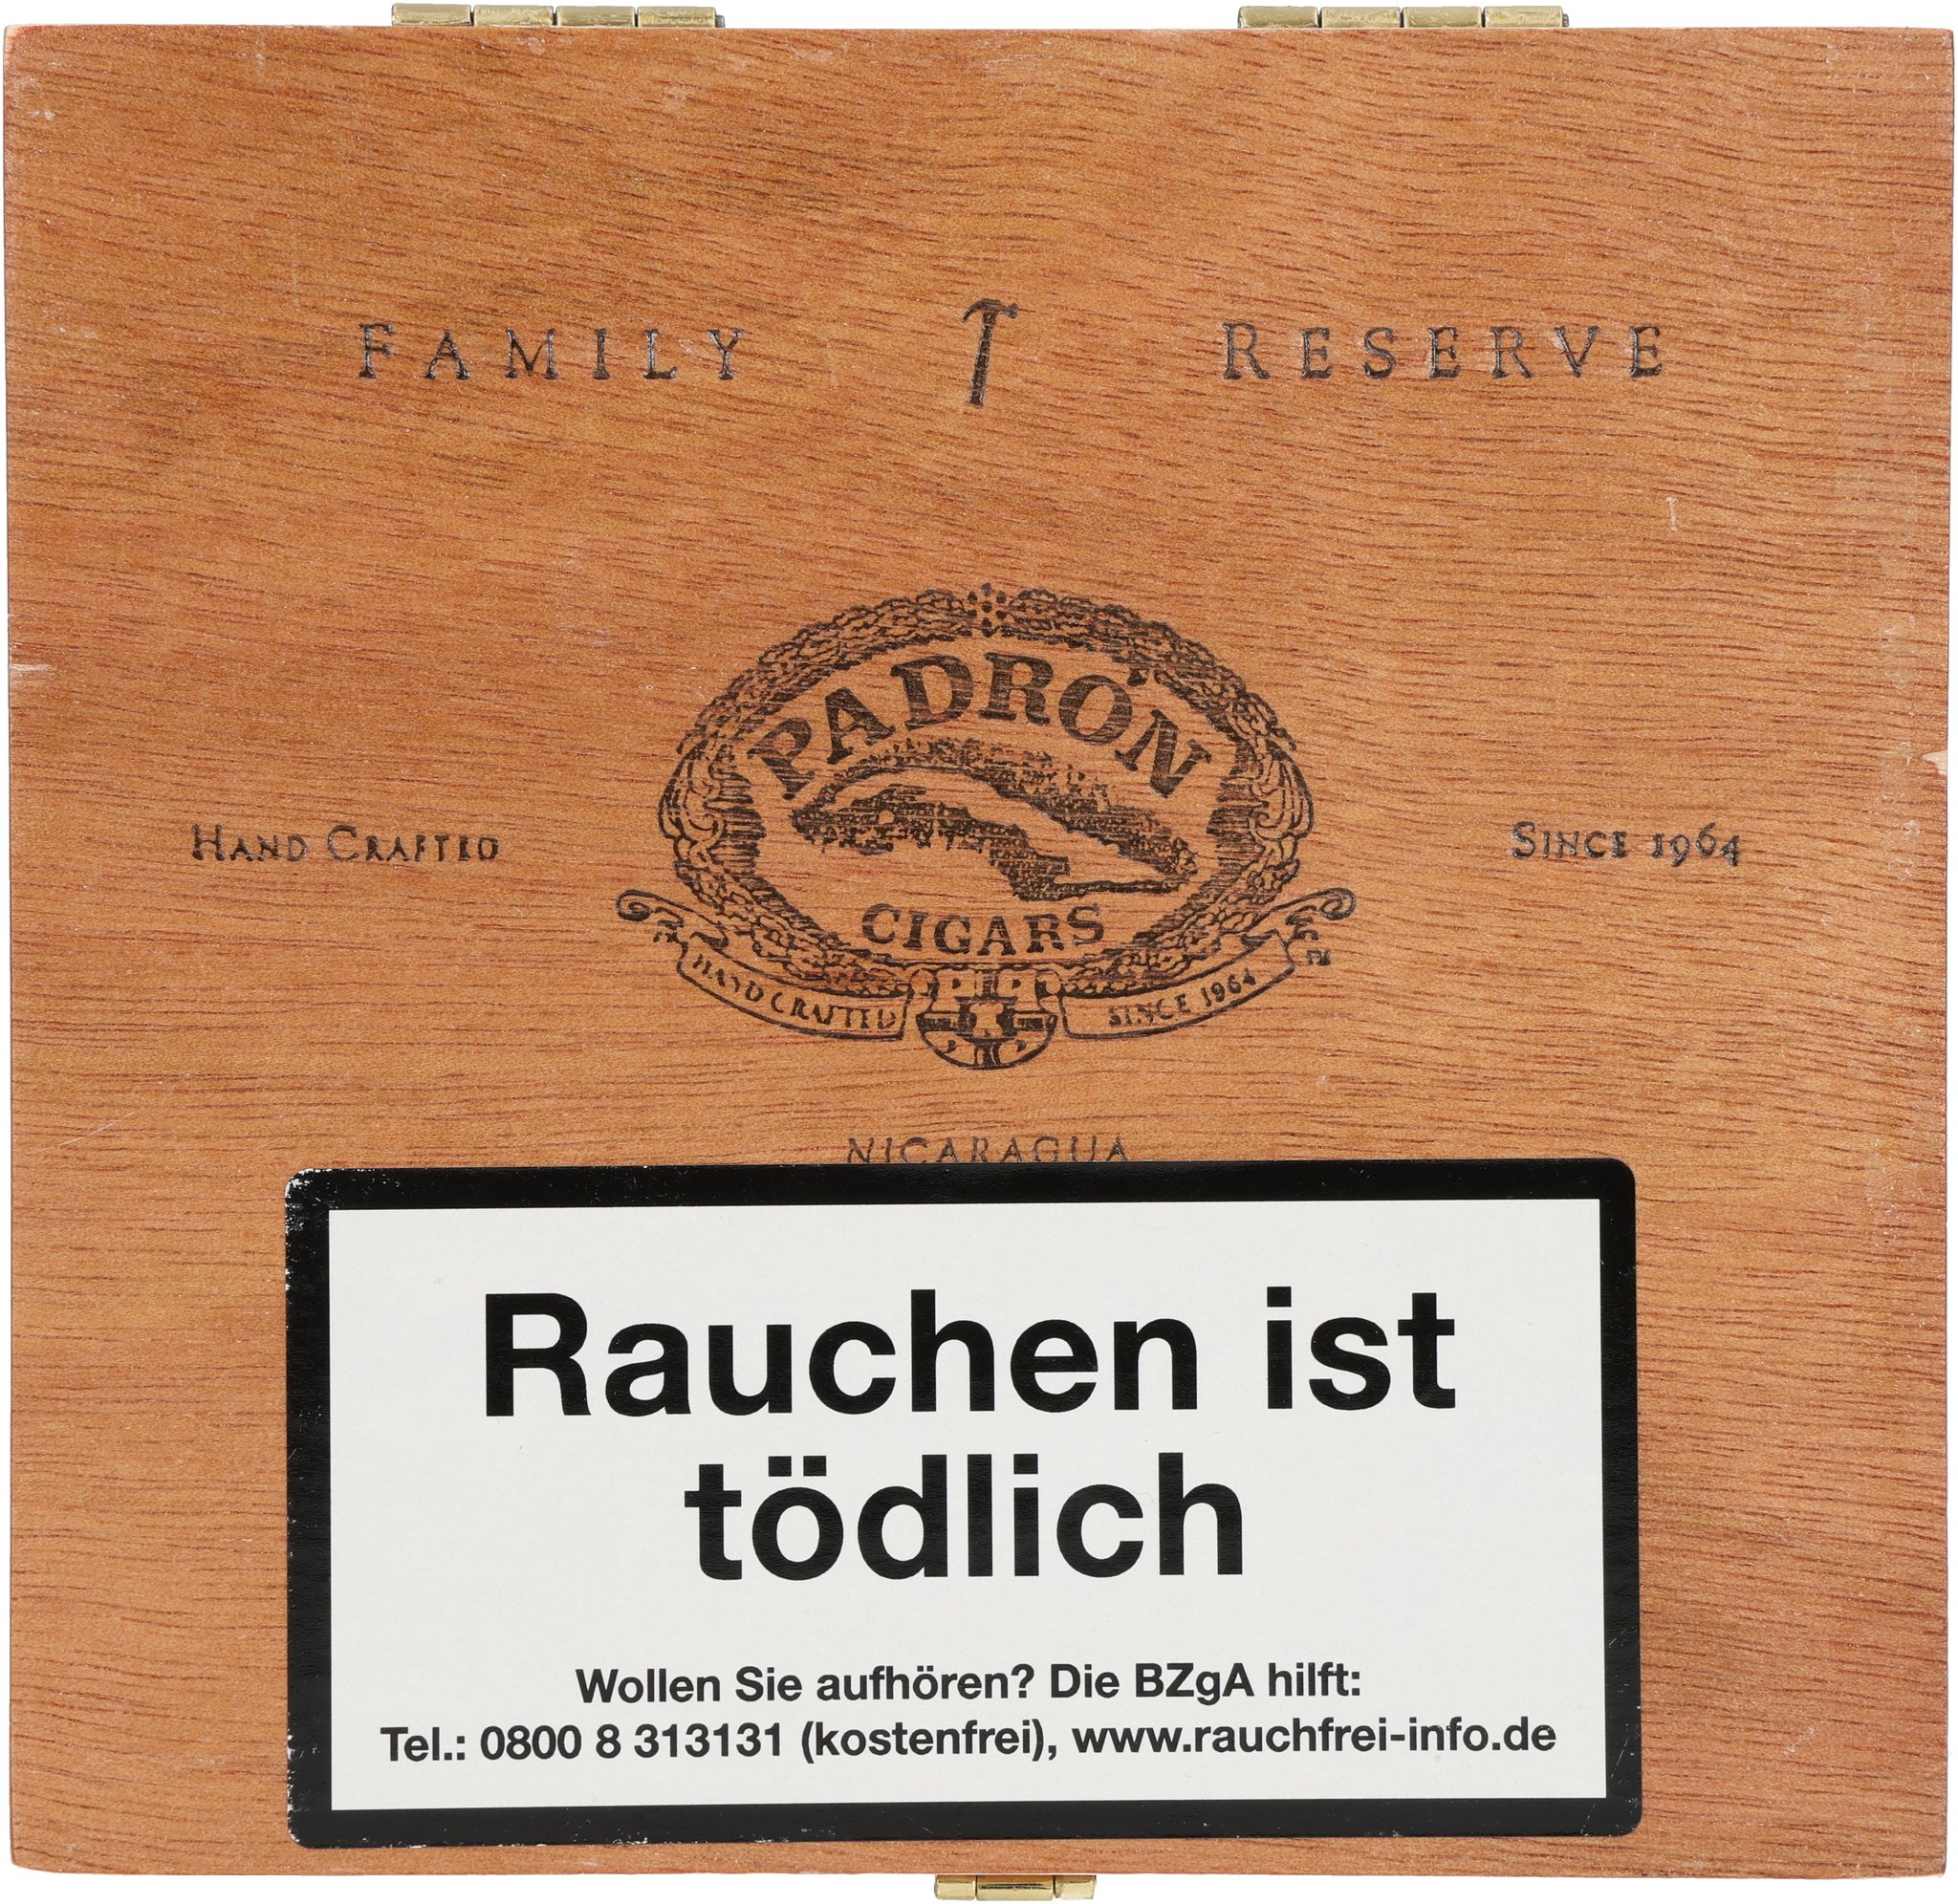 FAMILY RESERVE
PADRÓN
HAND CRAFTED
SINCE 1964
CIGARS
HAND CRAFTED
SINCE 1964
NICARAGUA
Rauchen ist
tödlich
Wollen Sie aufhören? Die BZgA hilft:
Tel.: 0800 8 313131 (kostenfrei), www.rauchfrei-info.de